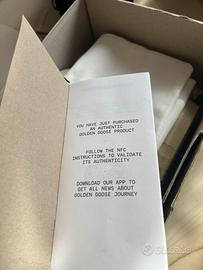 YOU HAVE JUST PURCHASED
AN AUTHENTIC
GOLDEN GOOSE PRODUCT
FOLLOW THE NFC
INSTRUCTIONS TO VALIDATE
ITS AUTHENTICITY
DOWNLOAD OUR APP TO
GET ALL NEWS ABOUT
GOLDEN GOOSE JOURNEY
subito